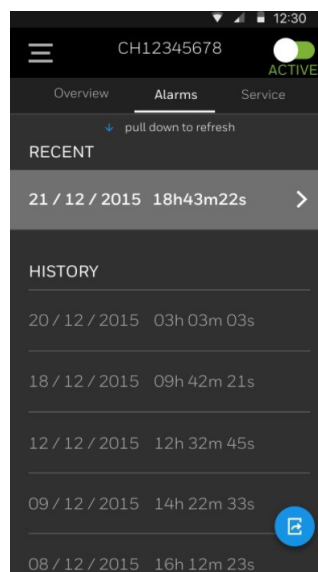 12:30
CH12345678
ACTIVE
Overview Alarms Service
pull down to refresh
RECENT
21 / 12 / 2015 18h43m22s
HISTORY
20 / 12 / 2015 03h 03m 03s
18 / 12 / 2015 09h 42m 21s
12 / 12 / 2015 12h 32m 45s
09 / 12 / 2015 14h 22m 33s
08 / 12 / 2015 16h 12m 23s